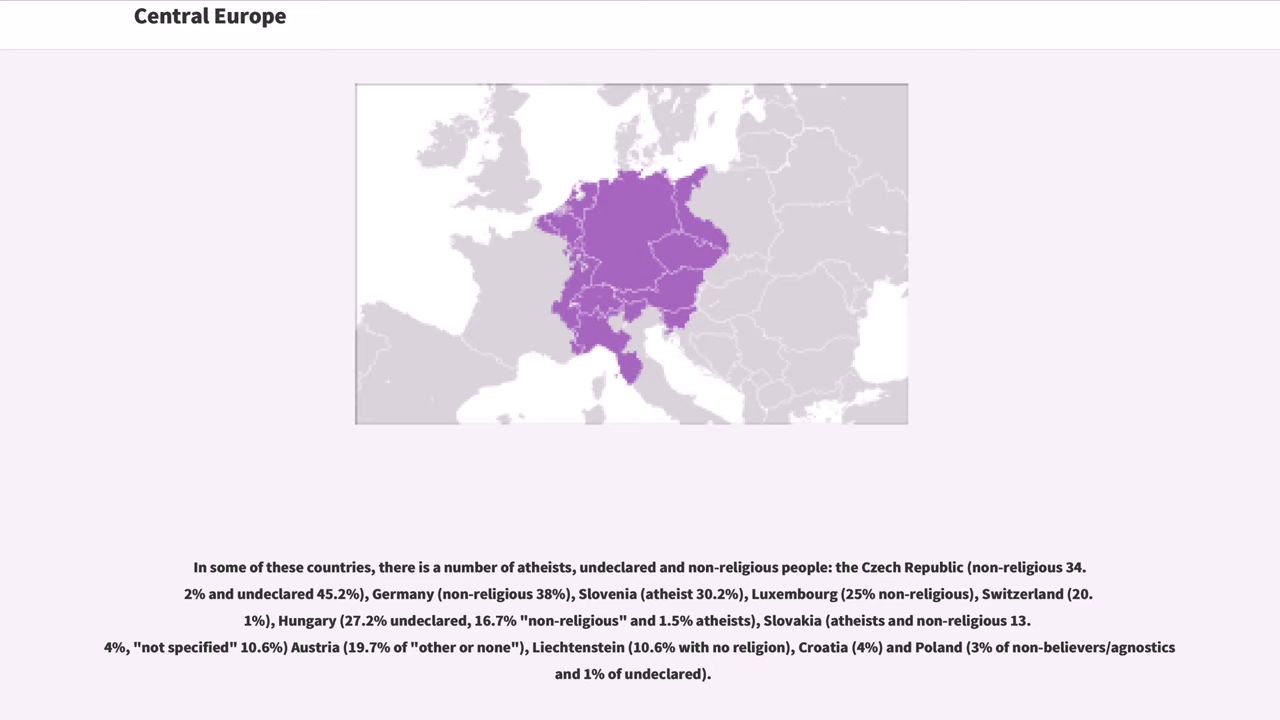 Central Europe
In some of these countries, there is a number of atheists, undeclared and non-religious people: the Czech Republic (non-religious 34.
2% and undeclared 45.2%), Germany (non-religious 38%), Slovenia (atheist 30.2%), Luxembourg (25% non-religious), Switzerland (20.
1%), Hungary (27.2% undeclared, 16.7% "non-religious" and 1.5% atheists), Slovakia (atheists and non-religious 13.
4%, "not specified" 10.6%) Austria (19.7% of "other or none"), Liechtenstein (10.6% with no religion), Croatia (4%) and Poland (3% of non-believers/agnostics
and 1% of undeclared).